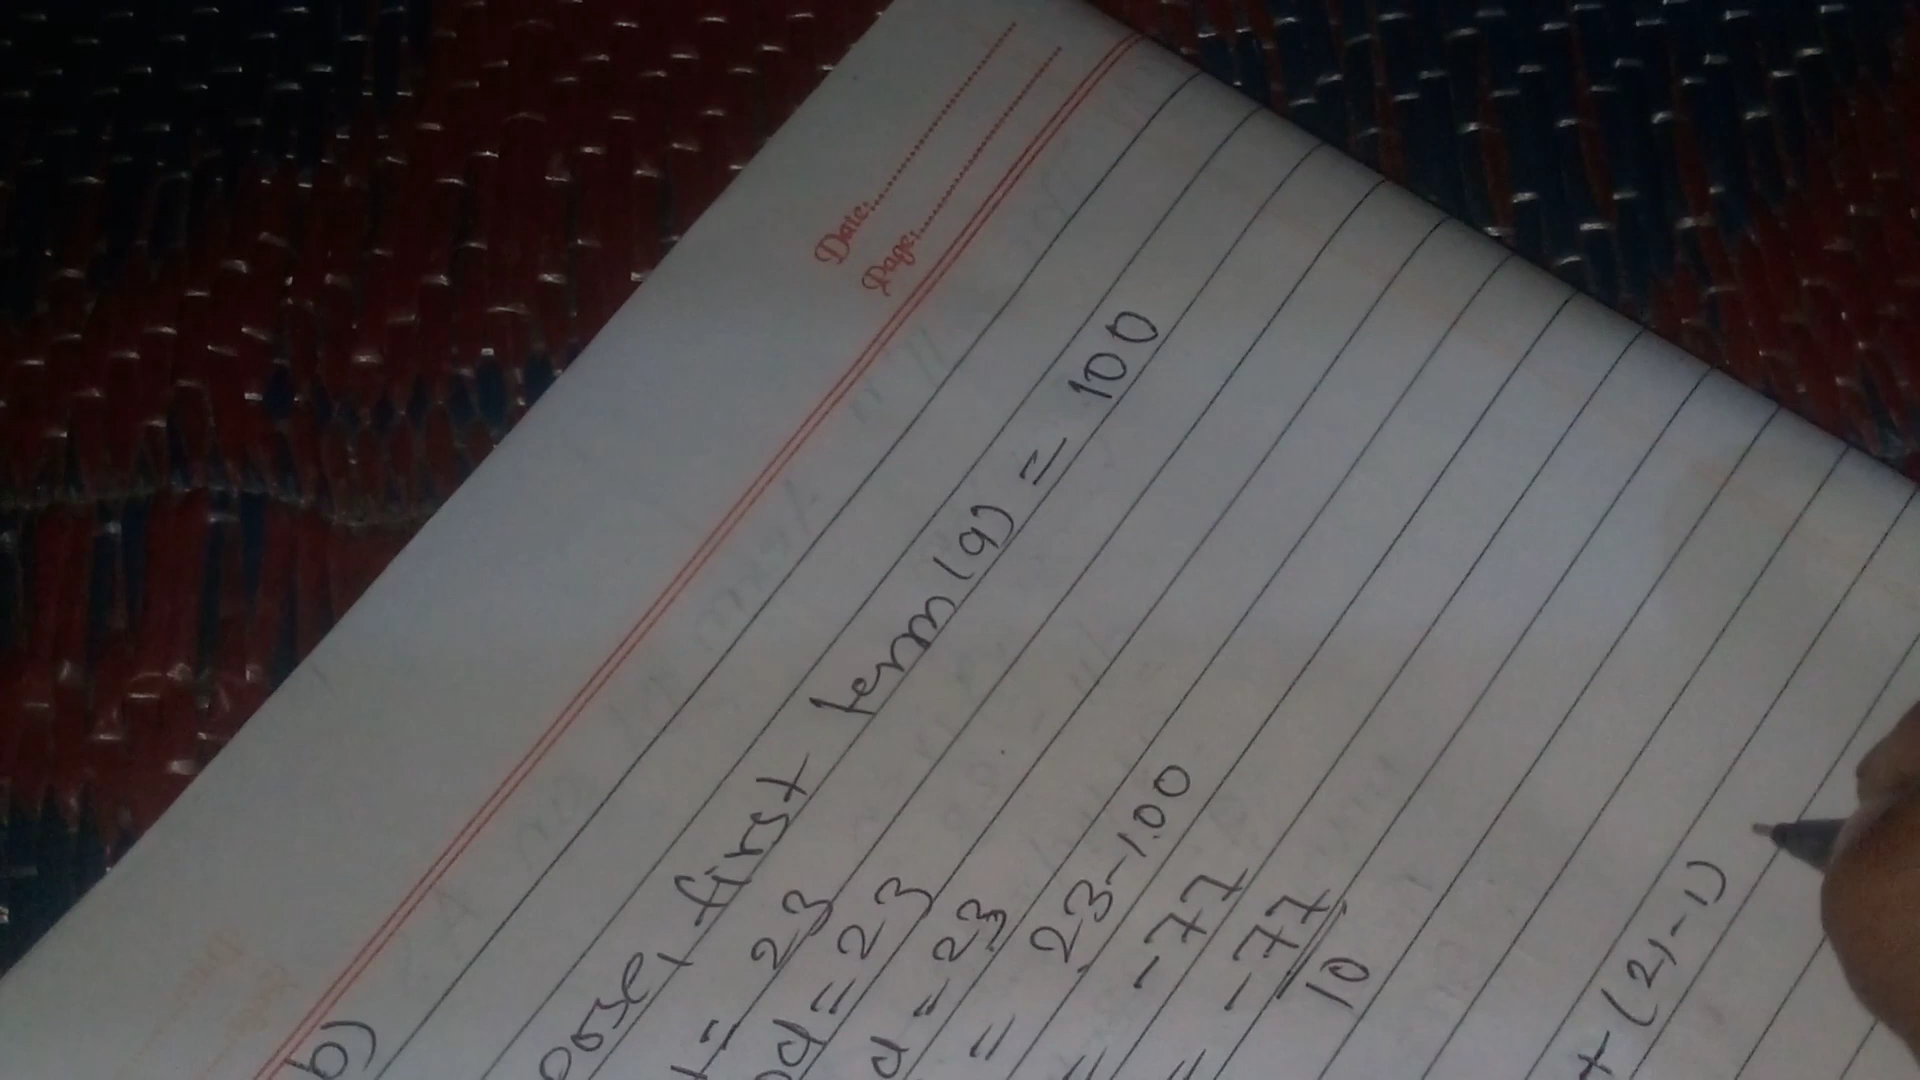 Date:
Page:
b)
pose, first term (a) = 100
= 23
d = 23
d = 23
= 23-100
= -77
= -77
10
+ (21-1)